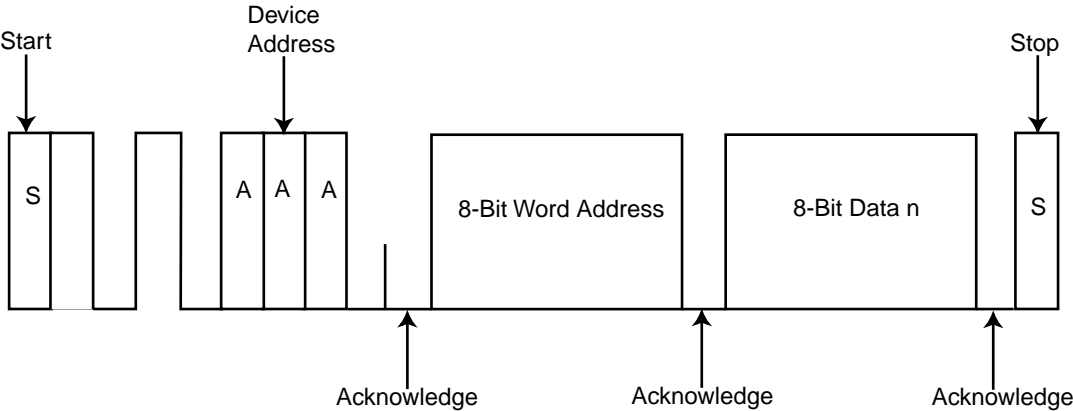 Device
Address
Start
Stop
S
A
A
A
8-Bit Word Address
8-Bit Data n
S
Acknowledge
Acknowledge
Acknowledge